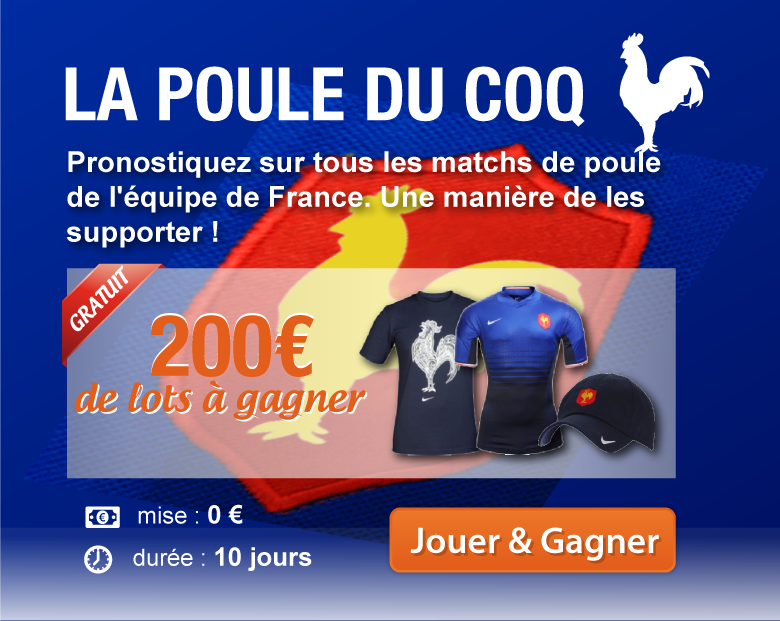 LA POULE DU COQ
Pronostiquez sur tous les matchs de poule
de l'équipe de France. Une manière de les
supporter !
GRATUIT
200€
de lots à gagner
mise : 0 €
durée : 10 jours
Jouer & Gagner